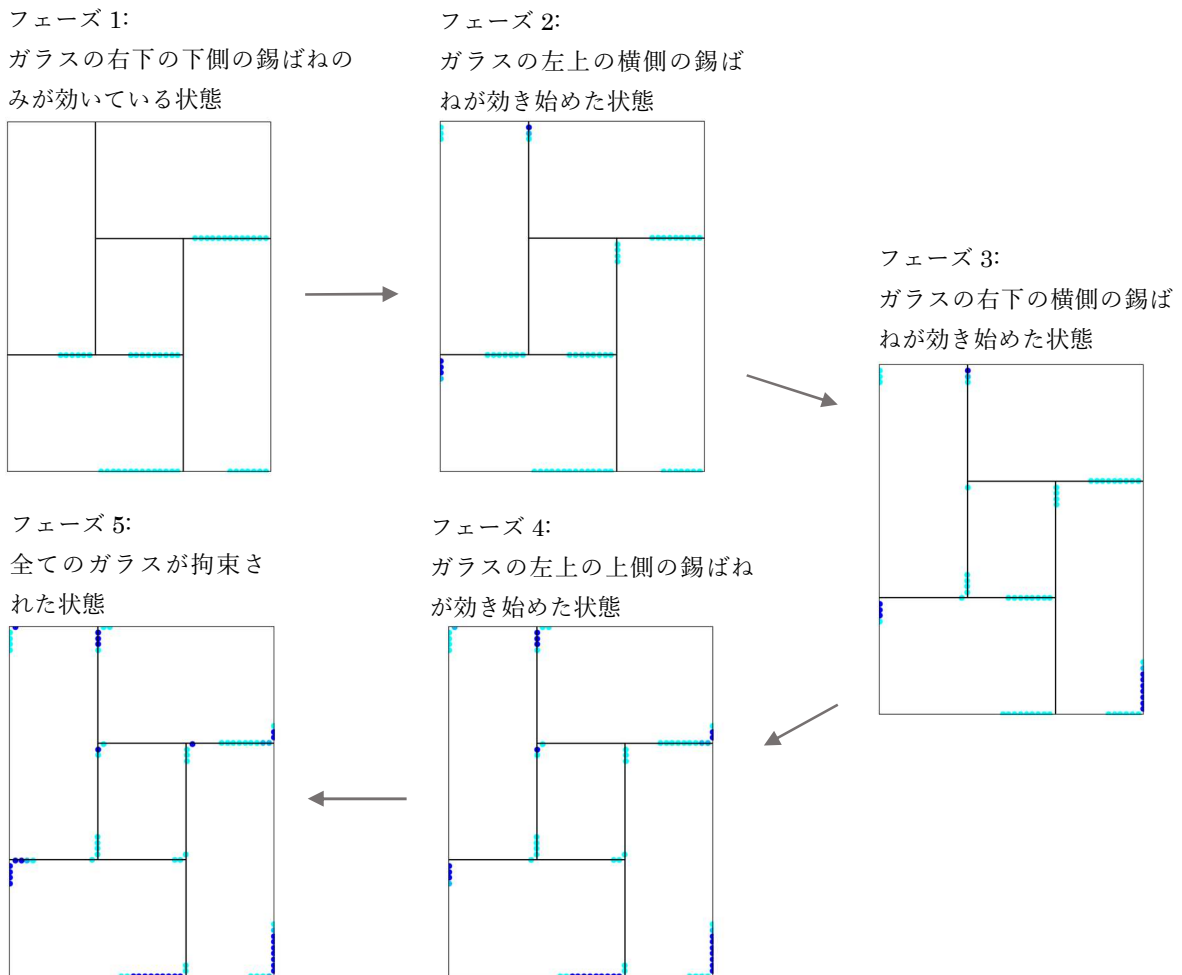 フェーズ 1:
ガラスの右下の下側の錫ばねの
みが効いている状態
フェーズ 2:
ガラスの左上の横側の錫ば
ねが効き始めた状態
フェーズ 3:
ガラスの右下の横側の錫ば
ねが効き始めた状態
フェーズ 4:
ガラスの左上の上側の錫ばね
が効き始めた状態
フェーズ 5:
全てのガラスが拘束さ
れた状態